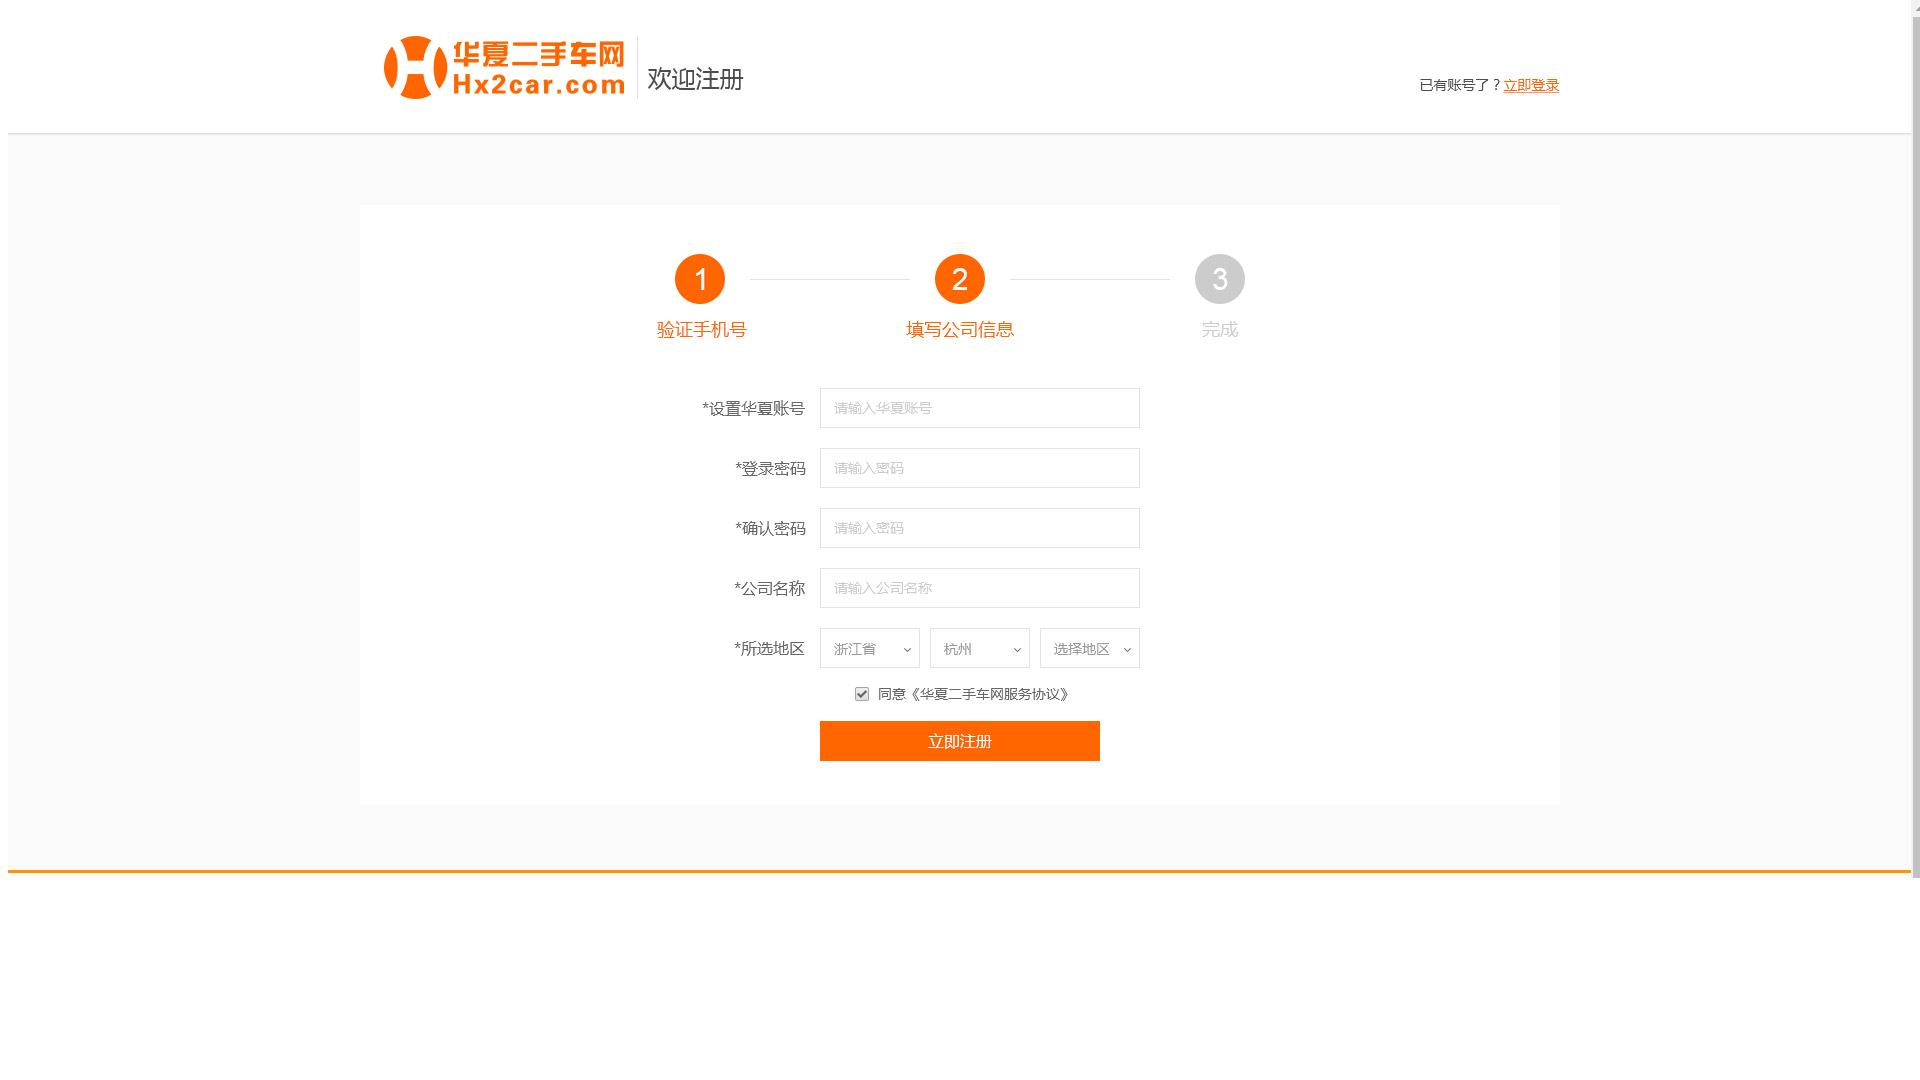 华夏二手车网
Hx2car.com
欢迎注册
已有账号了？立即登录
1
2
3
验证手机号
填写公司信息
完成
*设置华夏账号
请输入华夏账号
*登录密码
请输入密码
*确认密码
请输入密码
*公司名称
请输入公司名称
*所选地区
浙江省
杭州
选择地区
同意《华夏二手车网服务协议》
立即注册